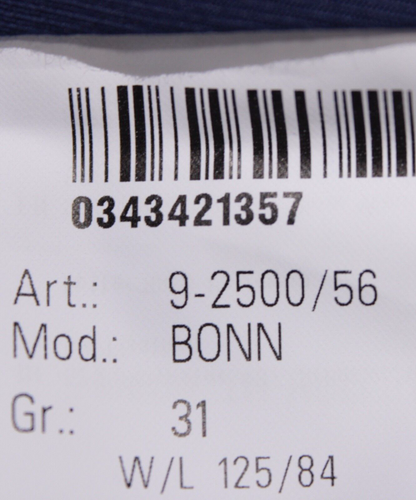 0343421357
Art.: 9-2500/56
Mod.: BONN
Gr.: 31
W/L 125/84